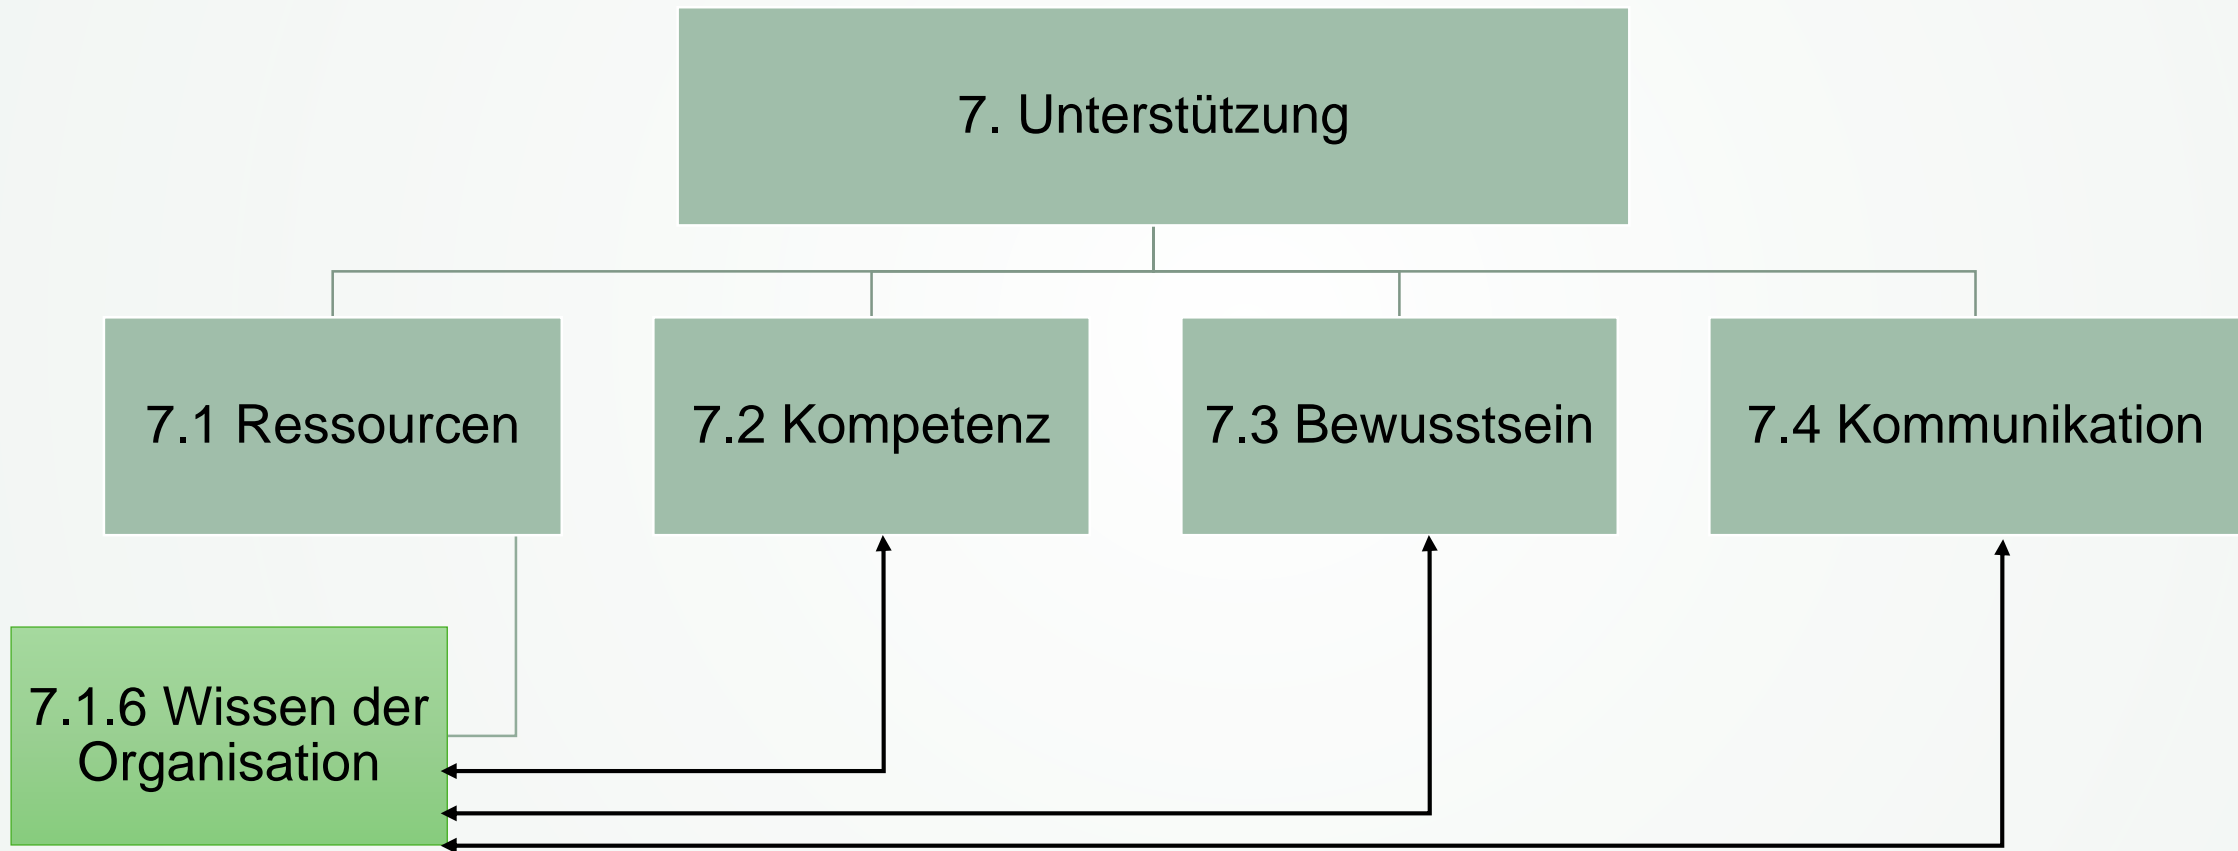 7. Unterstützung
7.1 Ressourcen
7.2 Kompetenz
7.3 Bewusstsein
7.4 Kommunikation
7.1.6 Wissen der
Organisation